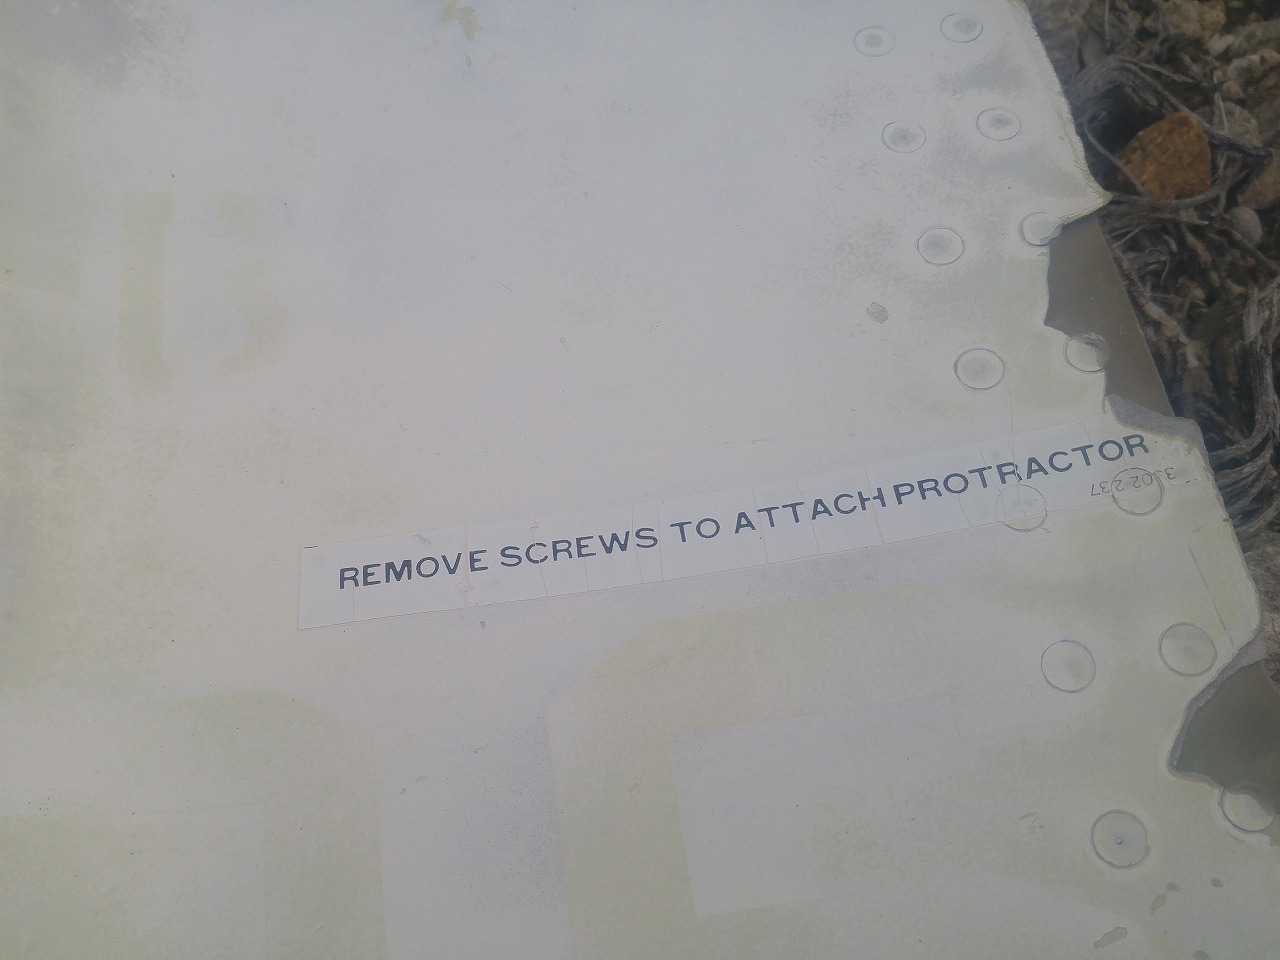 REMOVE SCREWS TO ATTACH PROTRACTOR
3.02 237